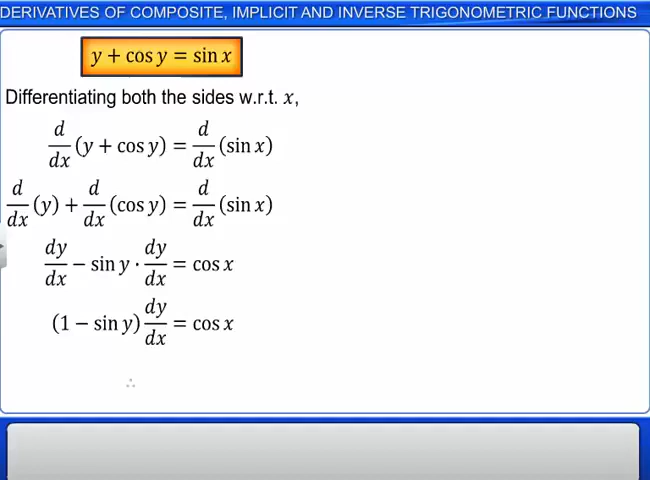 DERIVATIVES OF COMPOSITE, IMPLICIT AND INVERSE TRIGONOMETRIC FUNCTIONS
y + cos y = sin x
Differentiating both the sides w.r.t. x,
d/dx (y + cos y) = d/dx (sin x)
d/dx (y) + d/dx (cos y) = d/dx (sin x)
dy/dx − sin y · dy/dx = cos x
(1 − sin y) dy/dx = cos x
∴